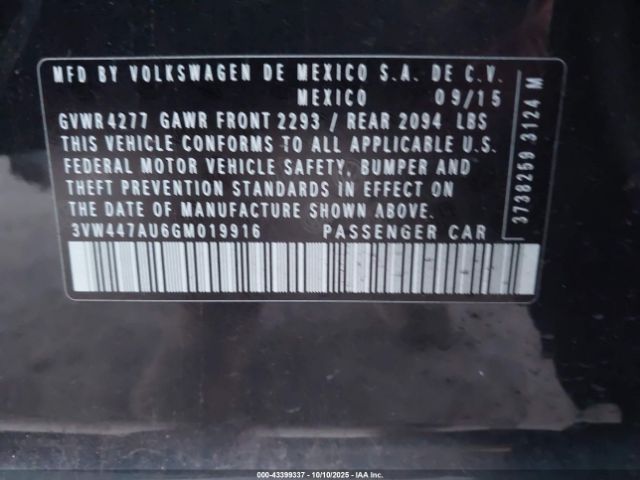 MFD BY VOLKSWAGEN DE MEXICO S.A. DE C.V.
MEXICO 09/15
GVWR 4277 GAWR FRONT 2293 / REAR 2094 LBS
THIS VEHICLE CONFORMS TO ALL APPLICABLE U.S.
FEDERAL MOTOR VEHICLE SAFETY, BUMPER AND
THEFT PREVENTION STANDARDS IN EFFECT ON
THE DATE OF MANUFACTURE SHOWN ABOVE.
3VW447AU6GM019916 PASSENGER CAR
3738259 3124 M
000-43399337 - 10/10/2025 - IAA Inc.